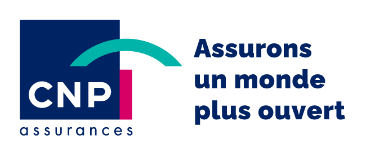 CNP
assurances
Assurons
un monde
plus ouvert